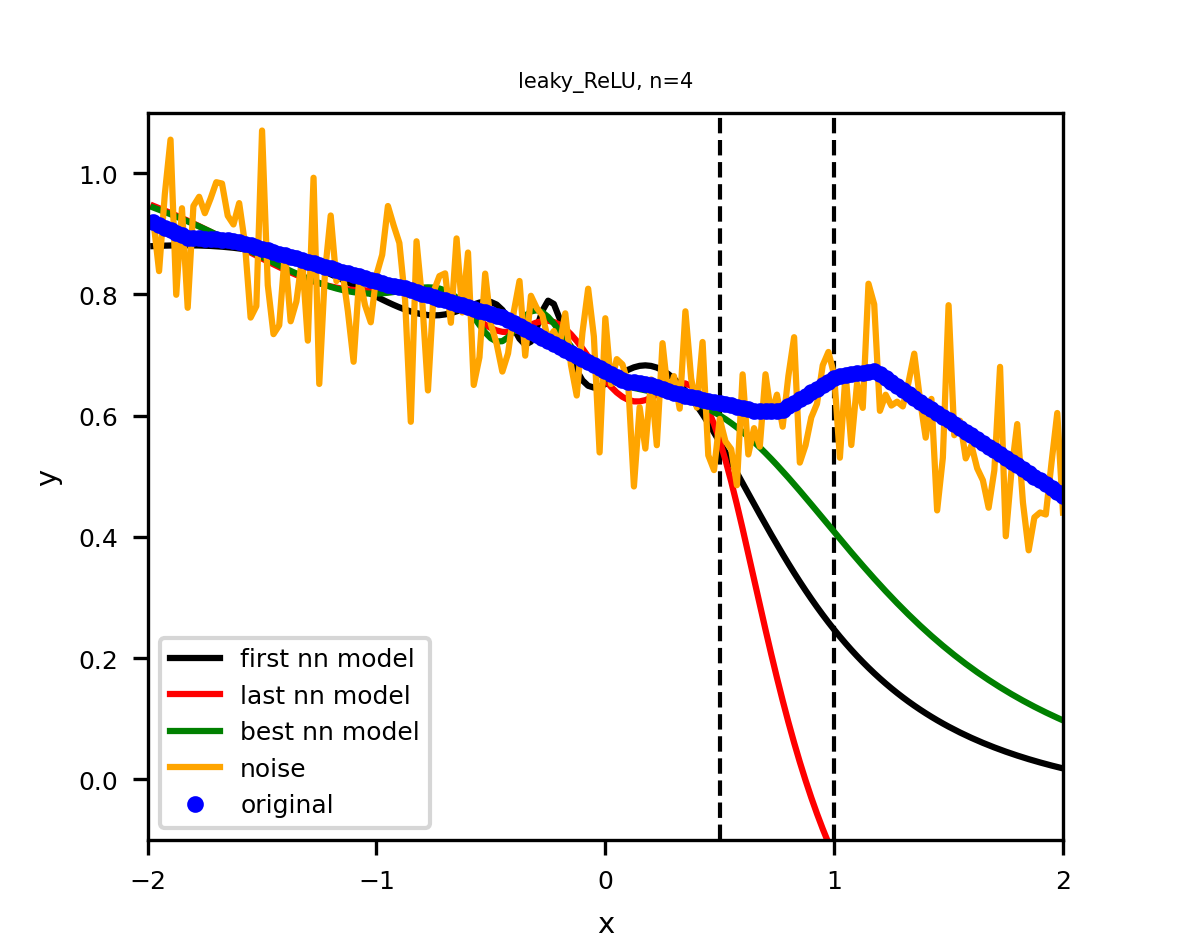 leaky_ReLU, n=4
y
1.0
0.8
0.6
0.4
0.2
0.0
first nn model
last nn model
best nn model
noise
original
−2
−1
0
1
2
x